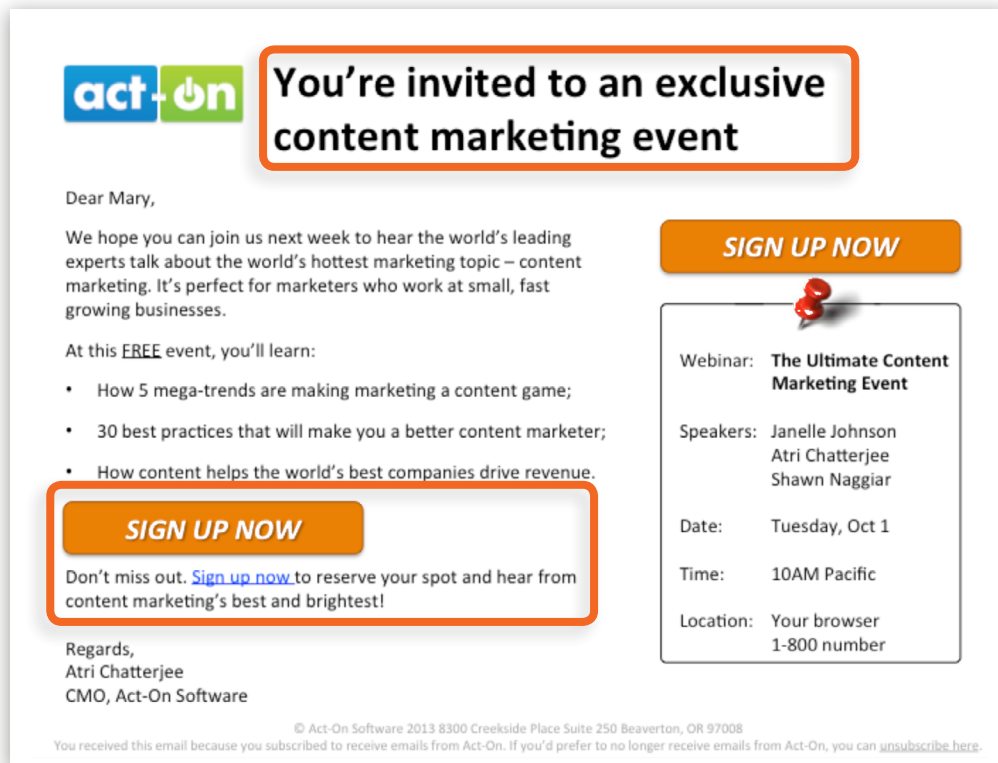 act-on
You're invited to an exclusive
content marketing event
Dear Mary,
We hope you can join us next week to hear the world's leading
experts talk about the world's hottest marketing topic – content
marketing. It's perfect for marketers who work at small, fast
growing businesses.
At this FREE event, you'll learn:
• How 5 mega-trends are making marketing a content game;
• 30 best practices that will make you a better content marketer;
• How content helps the world's best companies drive revenue.
SIGN UP NOW
Don't miss out. Sign up now to reserve your spot and hear from
content marketing's best and brightest!
Regards,
Atri Chatterjee
CMO, Act-On Software
SIGN UP NOW
Webinar: The Ultimate Content
Marketing Event
Speakers: Janelle Johnson
Atri Chatterjee
Shawn Naggiar
Date: Tuesday, Oct 1
Time: 10AM Pacific
Location: Your browser
1-800 number
© Act-On Software 2013 8300 Creekside Place Suite 250 Beaverton, OR 97008
You received this email because you subscribed to receive emails from Act-On. If you'd prefer to no longer receive emails from Act-On, you can unsubscribe here.